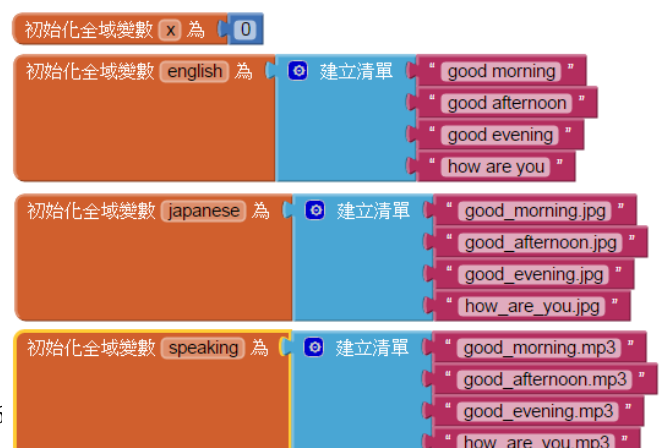 初始化全域變數 x 為 0
初始化全域變數 english 為 建立清單 " good morning "
" good afternoon "
" good evening "
" how are you "
初始化全域變數 japanese 為 建立清單 " good_morning.jpg "
" good_afternoon.jpg "
" good_evening.jpg "
" how_are_you.jpg "
初始化全域變數 speaking 為 建立清單 " good_morning.mp3 "
" good_afternoon.mp3 "
" good_evening.mp3 "
" how_are_you.mp3 "